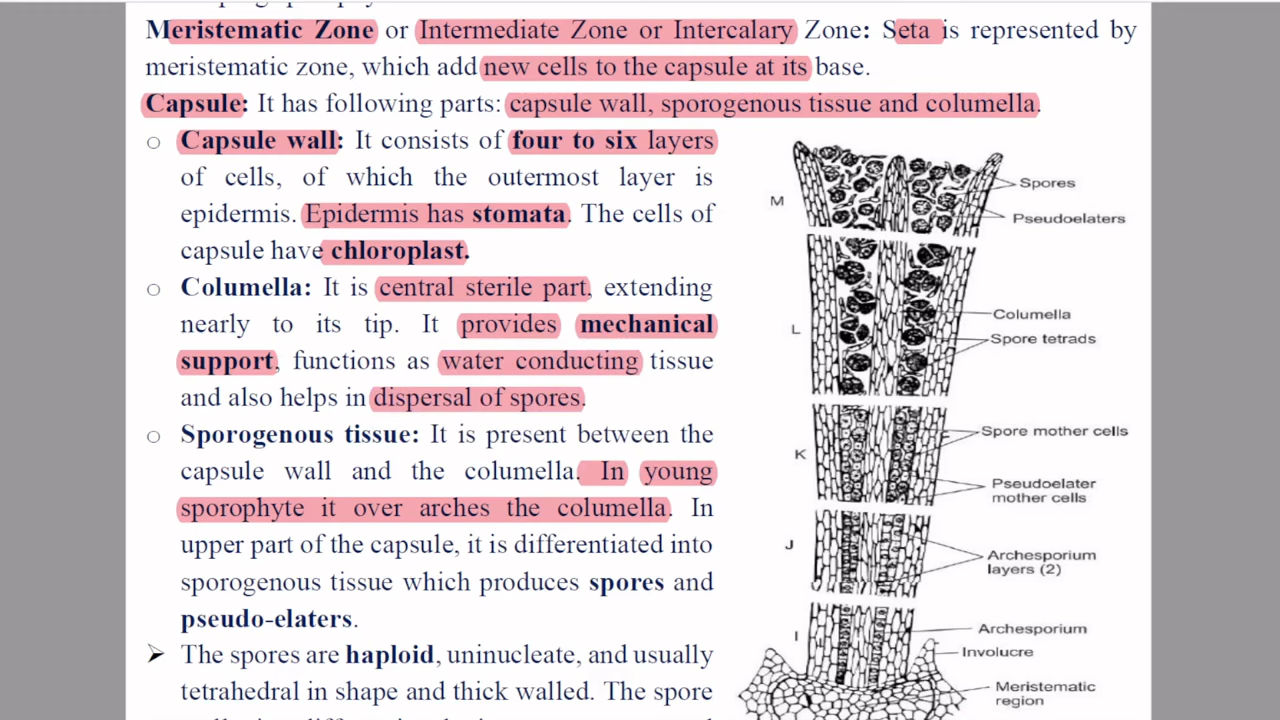 Meristematic Zone or Intermediate Zone or Intercalary Zone: Seta is represented by
meristematic zone, which add new cells to the capsule at its base.
Capsule: It has following parts: capsule wall, sporogenous tissue and columella.
o Capsule wall: It consists of four to six layers
of cells, of which the outermost layer is
epidermis. Epidermis has stomata. The cells of
capsule have chloroplast.
o Columella: It is central sterile part, extending
nearly to its tip. It provides mechanical
support, functions as water conducting tissue
and also helps in dispersal of spores.
o Sporogenous tissue: It is present between the
capsule wall and the columella. In young
sporophyte it over arches the columella. In
upper part of the capsule, it is differentiated into
sporogenous tissue which produces spores and
pseudo-elaters.
➢ The spores are haploid, uninucleate, and usually
tetrahedral in shape and thick walled. The spore
M
Spores
Pseudoelaters
L
Columella
Spore tetrads
K
Spore mother cells
Pseudoelater
mother cells
J
Archesporium
layers (2)
I
Archesporium
Involucre
Meristematic
region